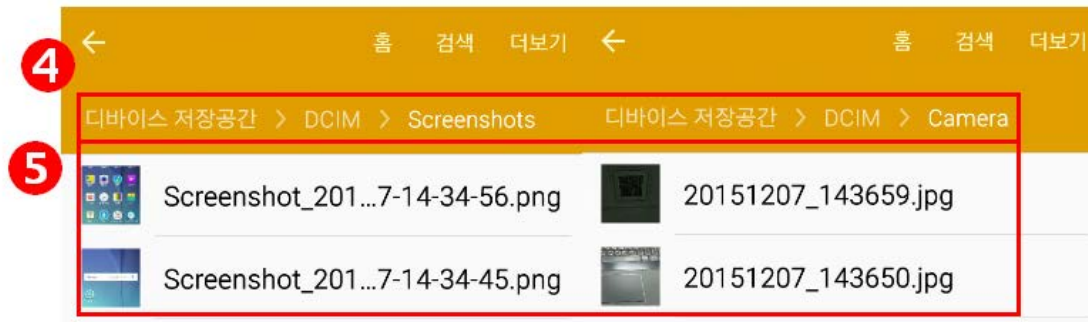 홈 검색 더보기
홈 검색 더보기
4
디바이스 저장공간 > DCIM > Screenshots
디바이스 저장공간 > DCIM > Camera
5
Screenshot_201...7-14-34-56.png
20151207_143659.jpg
Screenshot_201...7-14-34-45.png
20151207_143650.jpg